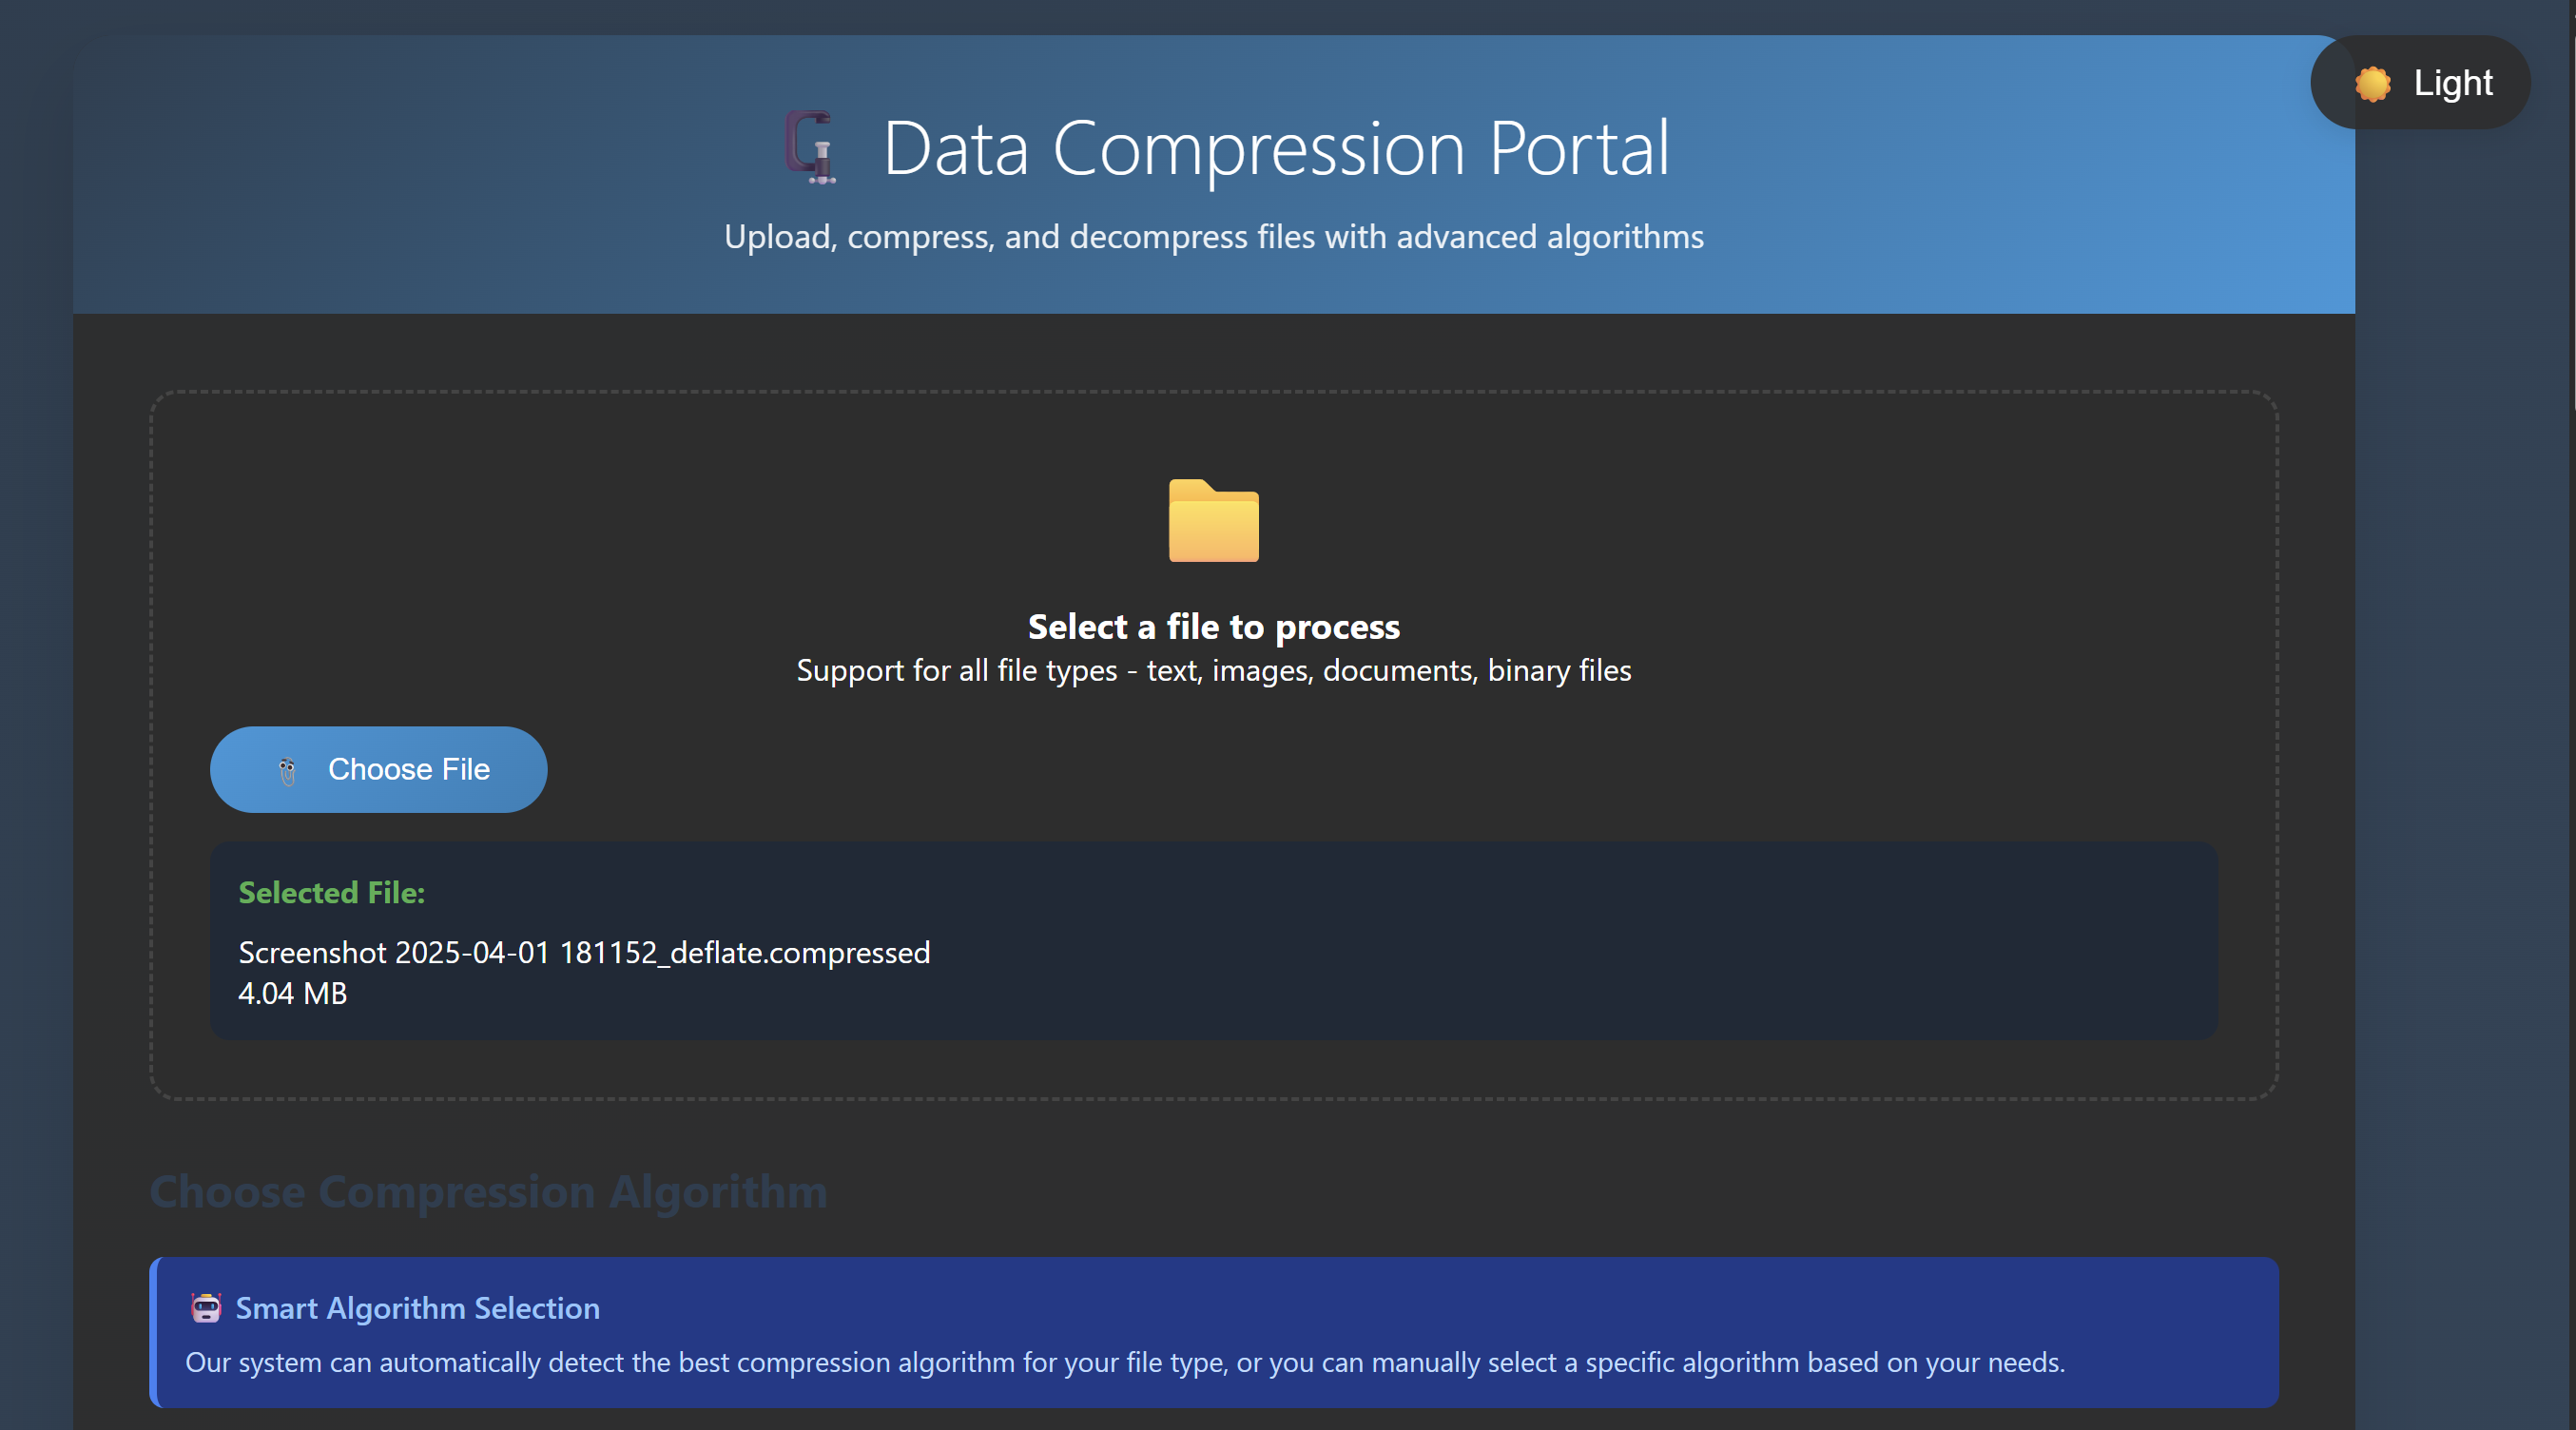 Light
Data Compression Portal
Upload, compress, and decompress files with advanced algorithms
Select a file to process
Support for all file types - text, images, documents, binary files
Choose File
Selected File:
Screenshot 2025-04-01 181152_deflate.compressed
4.04 MB
Choose Compression Algorithm
Smart Algorithm Selection
Our system can automatically detect the best compression algorithm for your file type, or you can manually select a specific algorithm based on your needs.